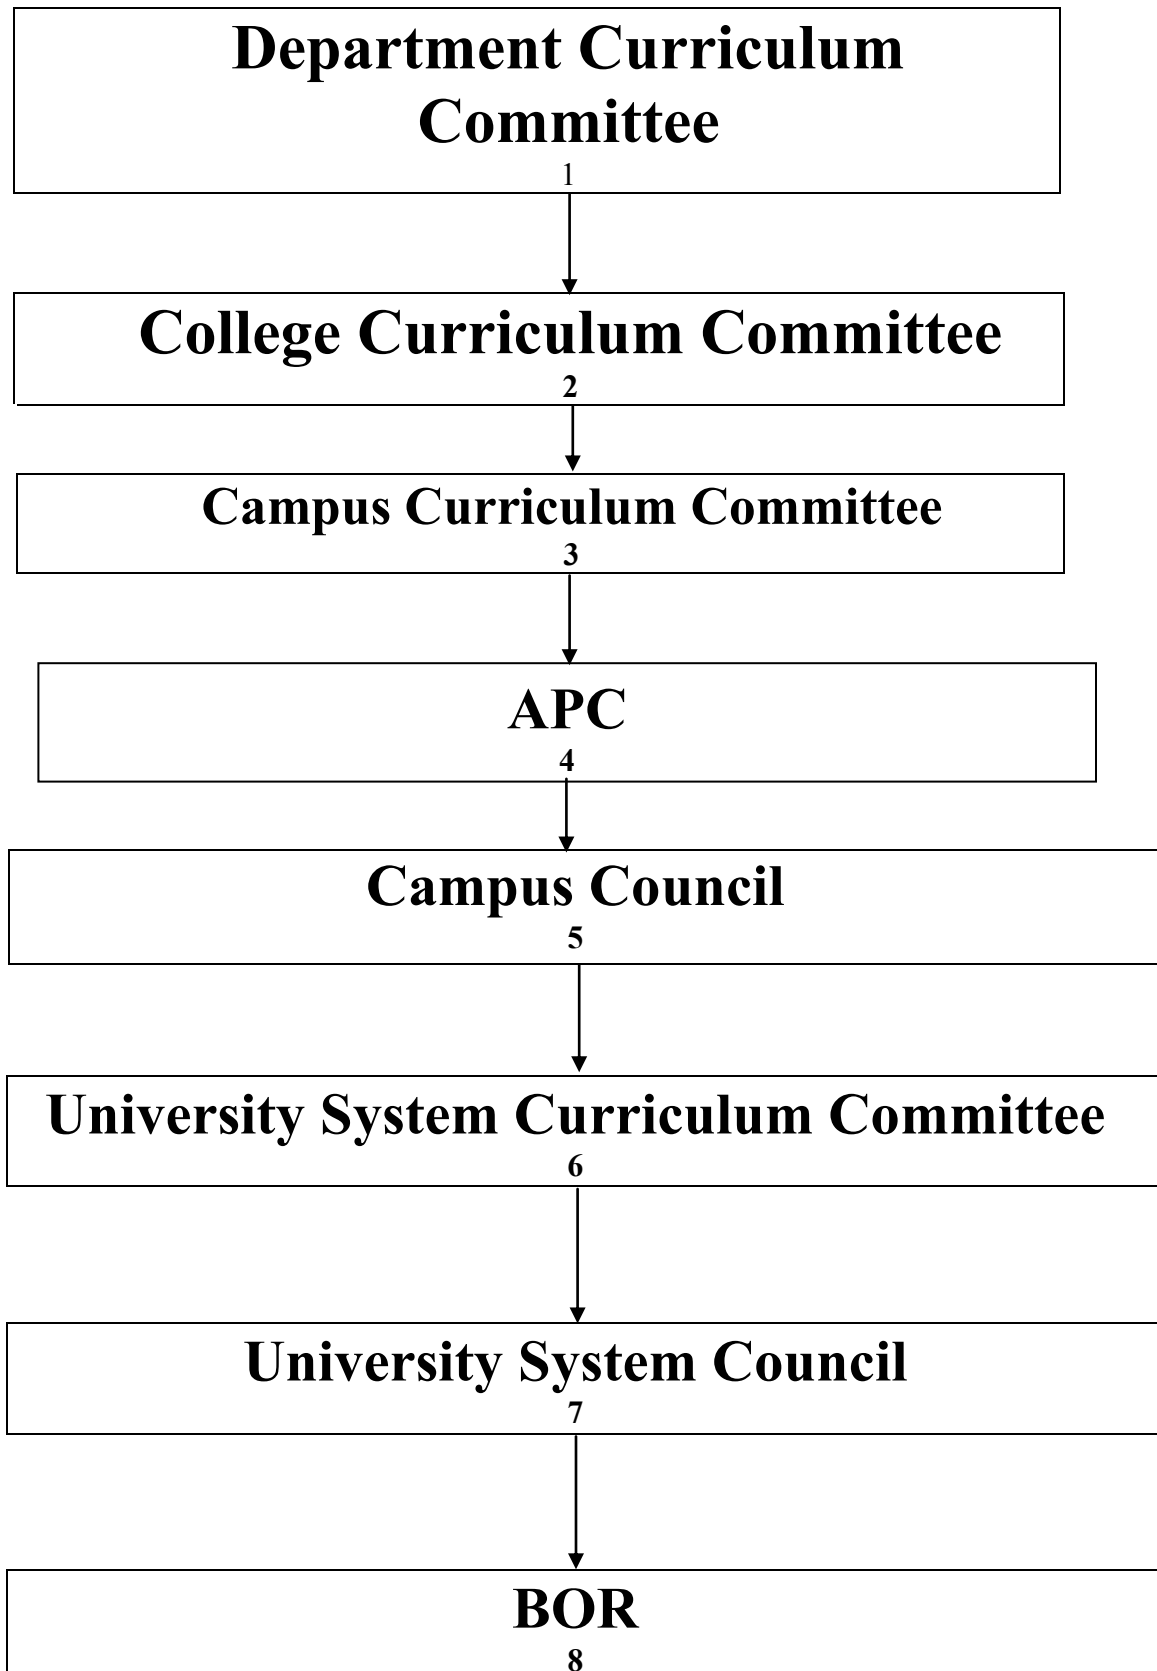 Department Curriculum
Committee
1
College Curriculum Committee
2
Campus Curriculum Committee
3
APC
4
Campus Council
5
University System Curriculum Committee
6
University System Council
7
BOR
8